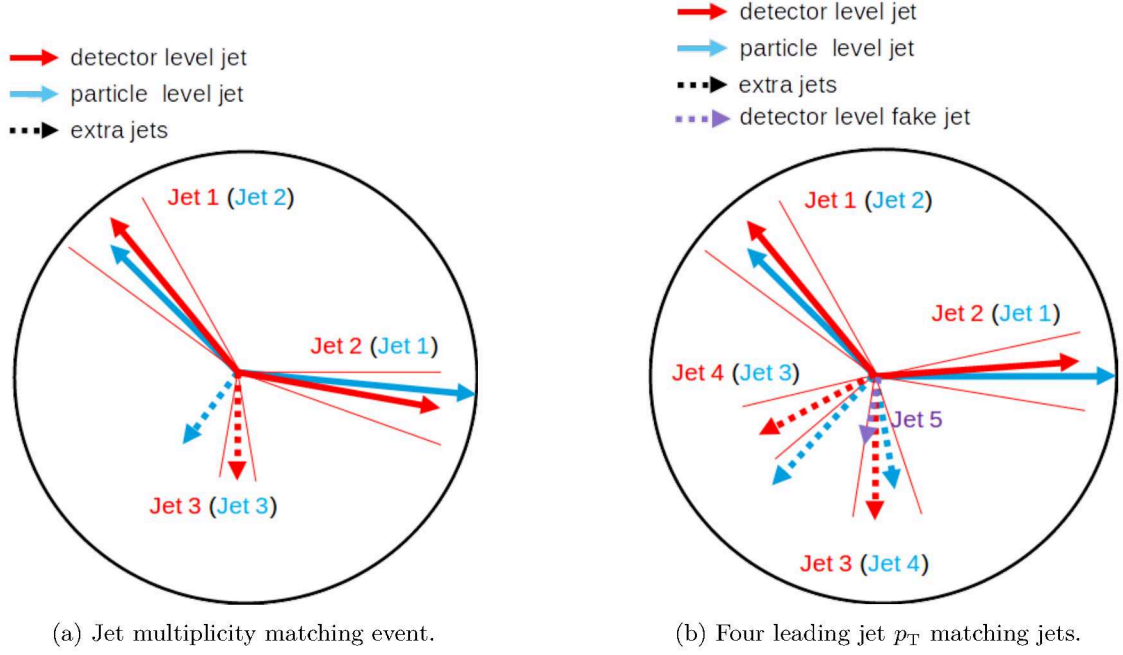 detector level jet
particle level jet
extra jets
Jet 1 (Jet 2)
Jet 2 (Jet 1)
Jet 3 (Jet 3)
(a) Jet multiplicity matching event.
detector level jet
particle level jet
extra jets
detector level fake jet
Jet 1 (Jet 2)
Jet 2 (Jet 1)
Jet 4 (Jet 3)
Jet 5
Jet 3 (Jet 4)
(b) Four leading jet pT matching jets.